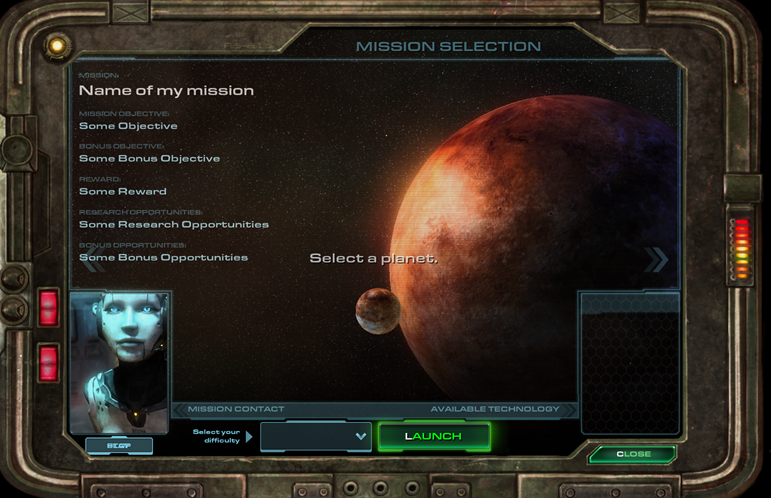 MISSION SELECTION
MISSION:
Name of my mission
MISSION OBJECTIVE:
Some Objective
BONUS OBJECTIVE:
Some Bonus Objective
REWARD:
Some Reward
RESEARCH OPPORTUNITIES:
Some Research Opportunities
BONUS OPPORTUNITIES:
Some Bonus Opportunities
Select a planet.
MISSION CONTACT
AVAILABLE TECHNOLOGY
Select your
difficulty
LAUNCH
CLOSE